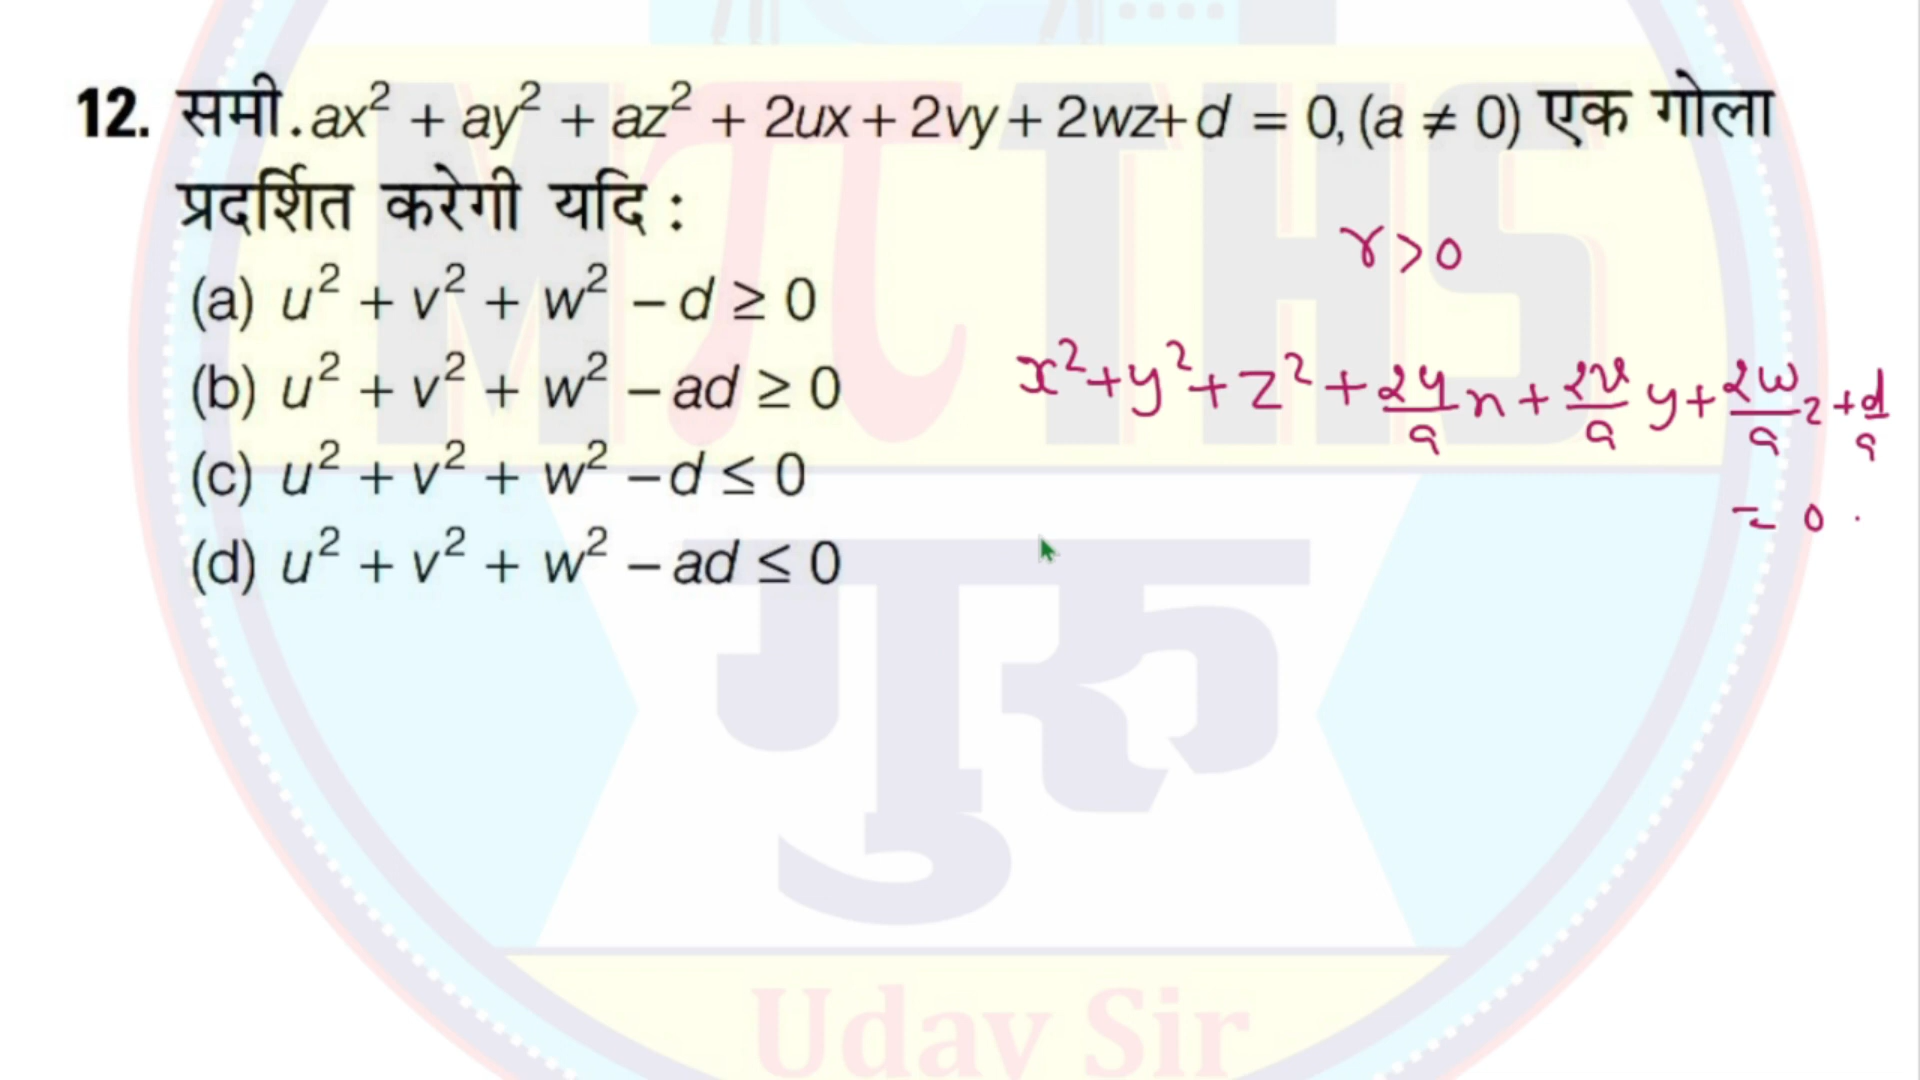 12. समी. ax² + ay² + az² + 2ux + 2vy + 2wz + d = 0, (a ≠ 0) एक गोला
प्रदर्शित करेगी यदि :
(a) u² + v² + w² – d ≥ 0
(b) u² + v² + w² – ad ≥ 0
(c) u² + v² + w² – d ≤ 0
(d) u² + v² + w² – ad ≤ 0
r > 0
x² + y² + z² + 2u/a x + 2v/a y + 2w/a z + d/a
= 0 .
MπTHS
गुरु
Uday Sir